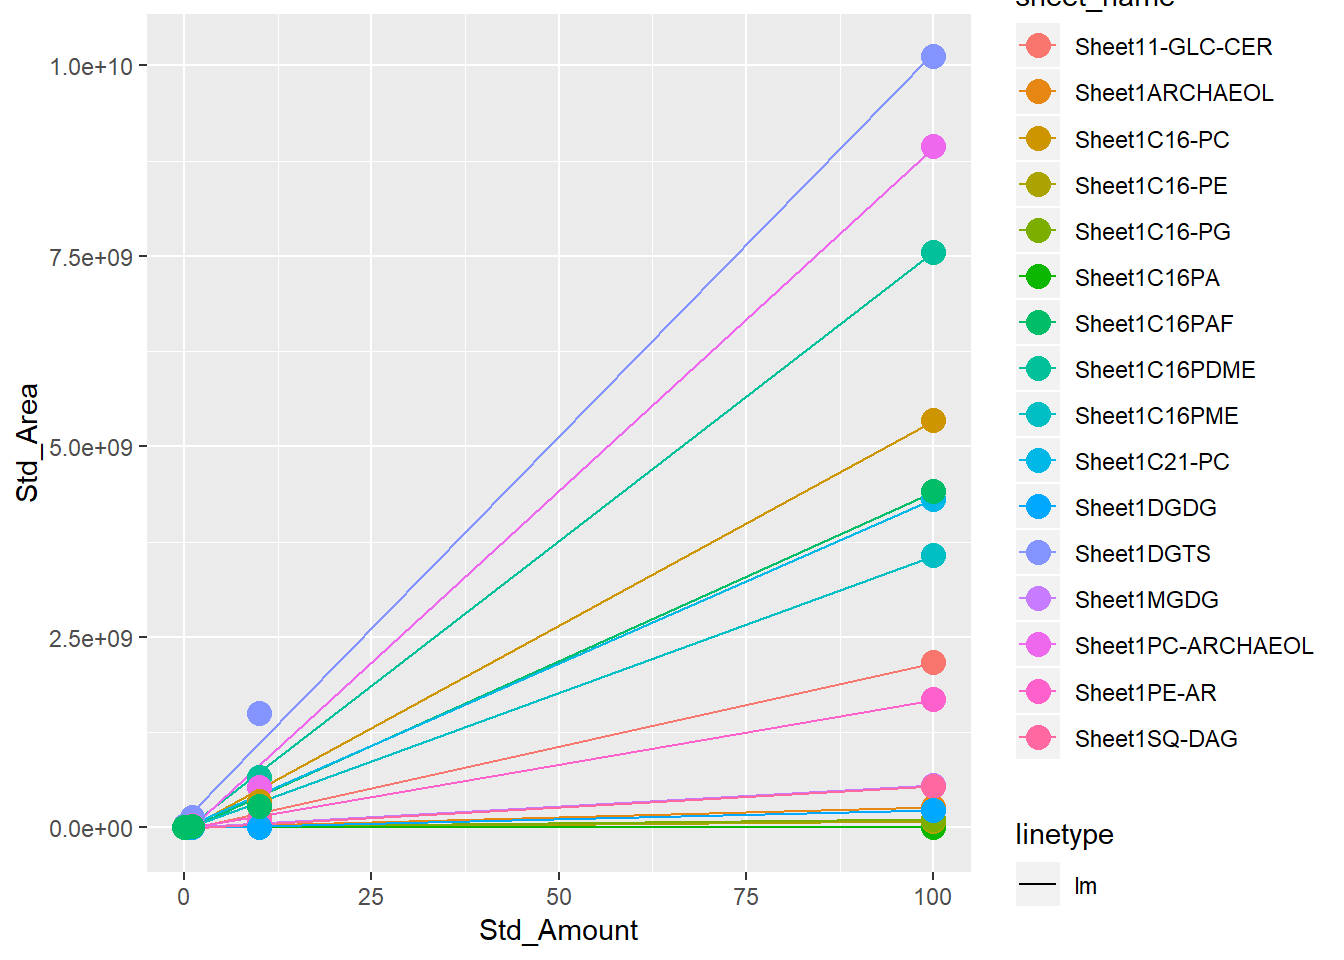 sheet_name
Sheet11-GLC-CER
Sheet1ARCHAEOL
Sheet1C16-PC
Sheet1C16-PE
Sheet1C16-PG
Sheet1C16PA
Sheet1C16PAF
Sheet1C16PDME
Sheet1C16PME
Sheet1C21-PC
Sheet1DGDG
Sheet1DGTS
Sheet1MGDG
Sheet1PC-ARCHAEOL
Sheet1PE-AR
Sheet1SQ-DAG
linetype
lm
Std_Area
1.0e+10
7.5e+09
5.0e+09
2.5e+09
0.0e+00
0 25 50 75 100
Std_Amount